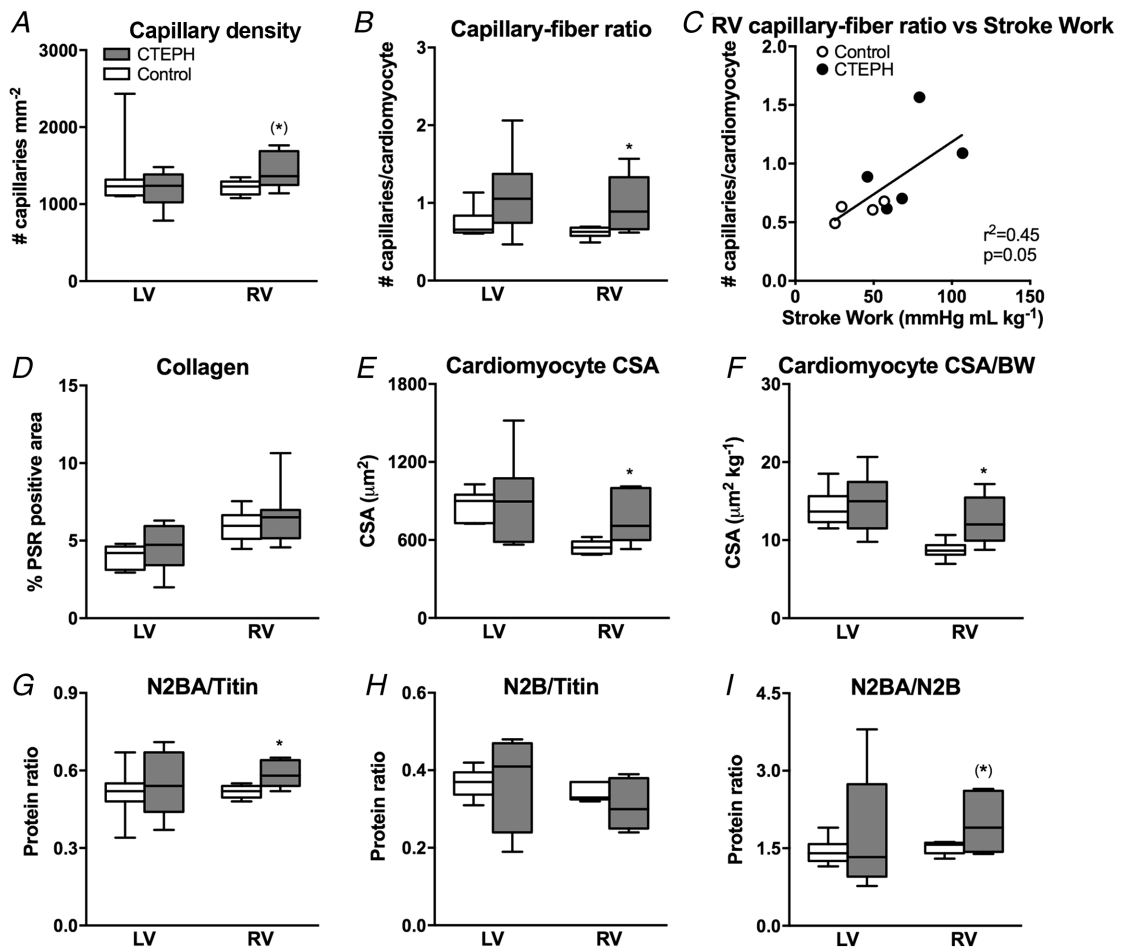 A Capillary density
3000
2000
1000
0
# capillaries mm-2
CTEPH
Control
(*)
LV RV
B Capillary-fiber ratio
3
2
1
0
# capillaries/cardiomyocyte
*
LV RV
C RV capillary-fiber ratio vs Stroke Work
2.0
1.5
1.0
0.5
0.0
# capillaries/cardiomyocyte
Control
CTEPH
r2=0.45
p=0.05
0 50 100 150
Stroke Work (mmHg mL kg-1)
D Collagen
15
10
5
0
% PSR positive area
LV RV
E Cardiomyocyte CSA
1800
1200
600
0
CSA (μm2)
*
LV RV
F Cardiomyocyte CSA/BW
30
20
10
0
CSA (μm2 kg-1)
*
LV RV
G N2BA/Titin
0.9
0.6
0.3
0.0
Protein ratio
*
LV RV
H N2B/Titin
0.6
0.4
0.2
0.0
Protein ratio
LV RV
I N2BA/N2B
4.5
3.0
1.5
0.0
Protein ratio
(*)
LV RV